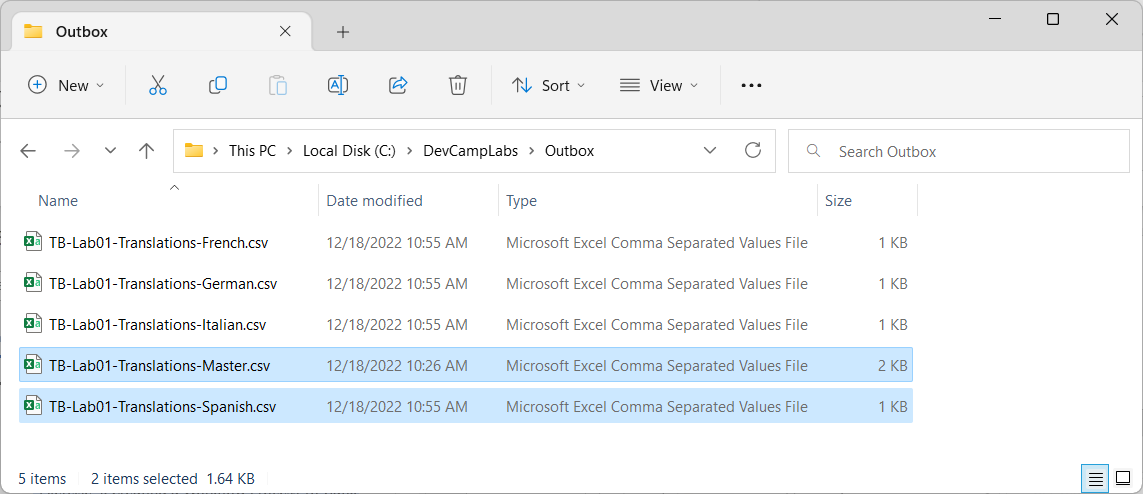 Outbox
New Sort View
This PC Local Disk (C:) DevCampLabs Outbox Search Outbox
Name Date modified Type Size
TB-Lab01-Translations-French.csv 12/18/2022 10:55 AM Microsoft Excel Comma Separated Values File 1 KB
TB-Lab01-Translations-German.csv 12/18/2022 10:55 AM Microsoft Excel Comma Separated Values File 1 KB
TB-Lab01-Translations-Italian.csv 12/18/2022 10:55 AM Microsoft Excel Comma Separated Values File 1 KB
TB-Lab01-Translations-Master.csv 12/18/2022 10:26 AM Microsoft Excel Comma Separated Values File 2 KB
TB-Lab01-Translations-Spanish.csv 12/18/2022 10:55 AM Microsoft Excel Comma Separated Values File 1 KB
5 items 2 items selected 1.64 KB